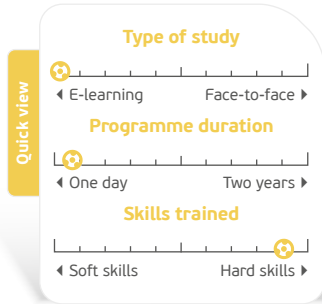 Quick view
Type of study
E-learning Face-to-face
Programme duration
One day Two years
Skills trained
Soft skills Hard skills